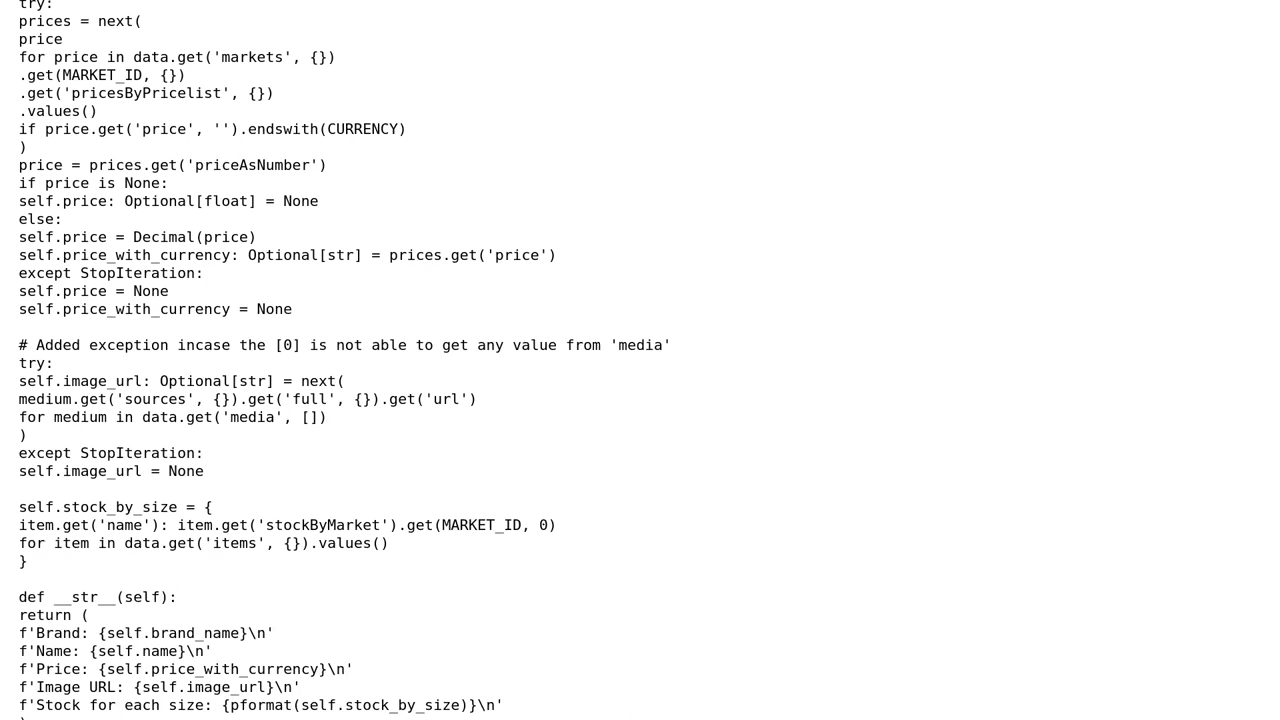 try:
prices = next(
price
for price in data.get('markets', {})
.get(MARKET_ID, {})
.get('pricesByPricelist', {})
.values()
if price.get('price', '').endswith(CURRENCY)
)
price = prices.get('priceAsNumber')
if price is None:
self.price: Optional[float] = None
else:
self.price = Decimal(price)
self.price_with_currency: Optional[str] = prices.get('price')
except StopIteration:
self.price = None
self.price_with_currency = None

# Added exception incase the [0] is not able to get any value from 'media'
try:
self.image_url: Optional[str] = next(
medium.get('sources', {}).get('full', {}).get('url')
for medium in data.get('media', [])
)
except StopIteration:
self.image_url = None

self.stock_by_size = {
item.get('name'): item.get('stockByMarket').get(MARKET_ID, 0)
for item in data.get('items', {}).values()
}

def __str__(self):
return (
f'Brand: {self.brand_name}\n'
f'Name: {self.name}\n'
f'Price: {self.price_with_currency}\n'
f'Image URL: {self.image_url}\n'
f'Stock for each size: {pformat(self.stock_by_size)}\n'
)